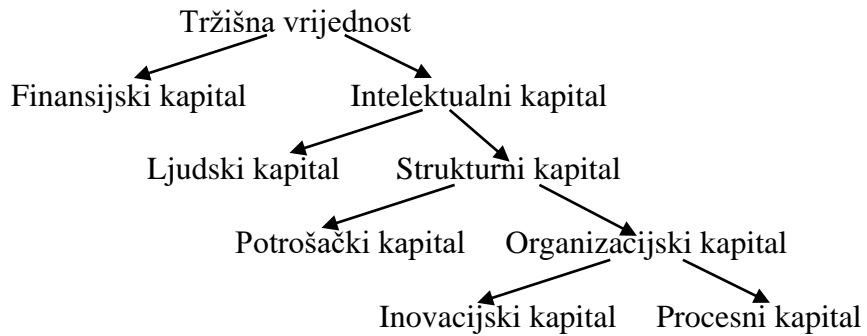 Tržišna vrijednost
Finansijski kapital Intelektualni kapital
Ljudski kapital Strukturni kapital
Potrošački kapital Organizacijski kapital
Inovacijski kapital Procesni kapital